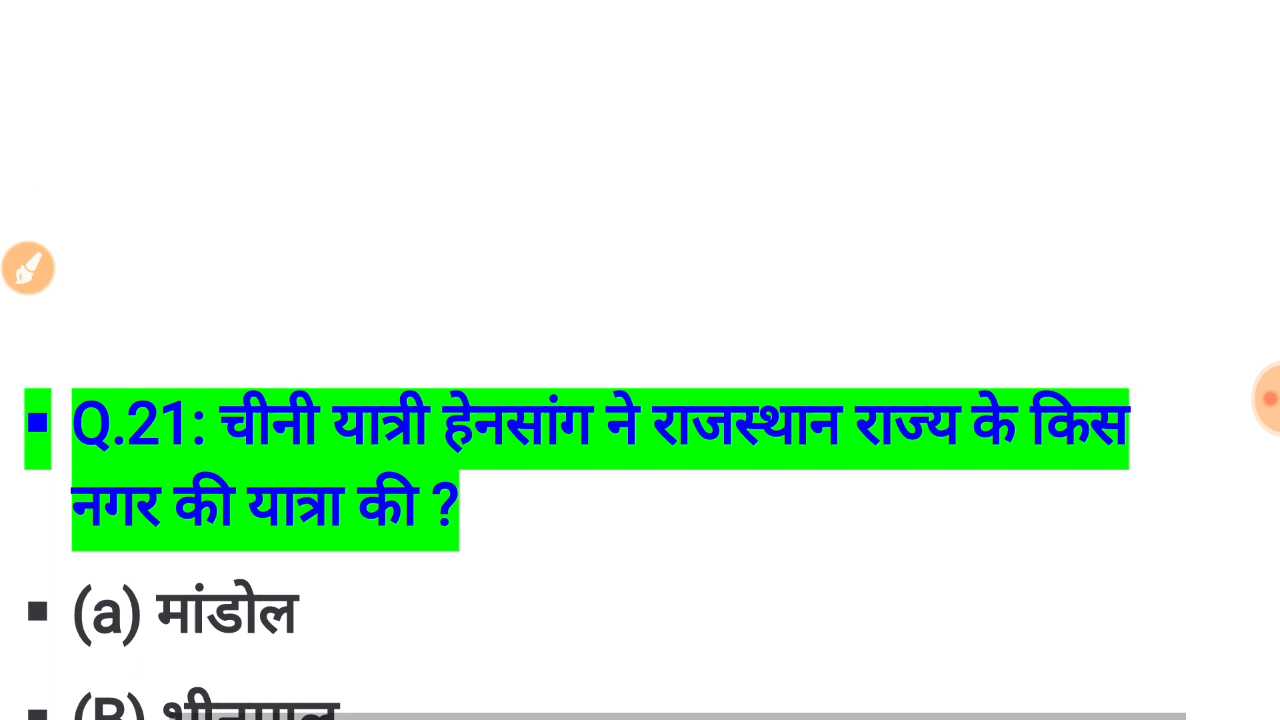 ▪ Q.21: चीनी यात्री हेनसांग ने राजस्थान राज्य के किस
नगर की यात्रा की ?
▪ (a) मांडोल
▪ (B)